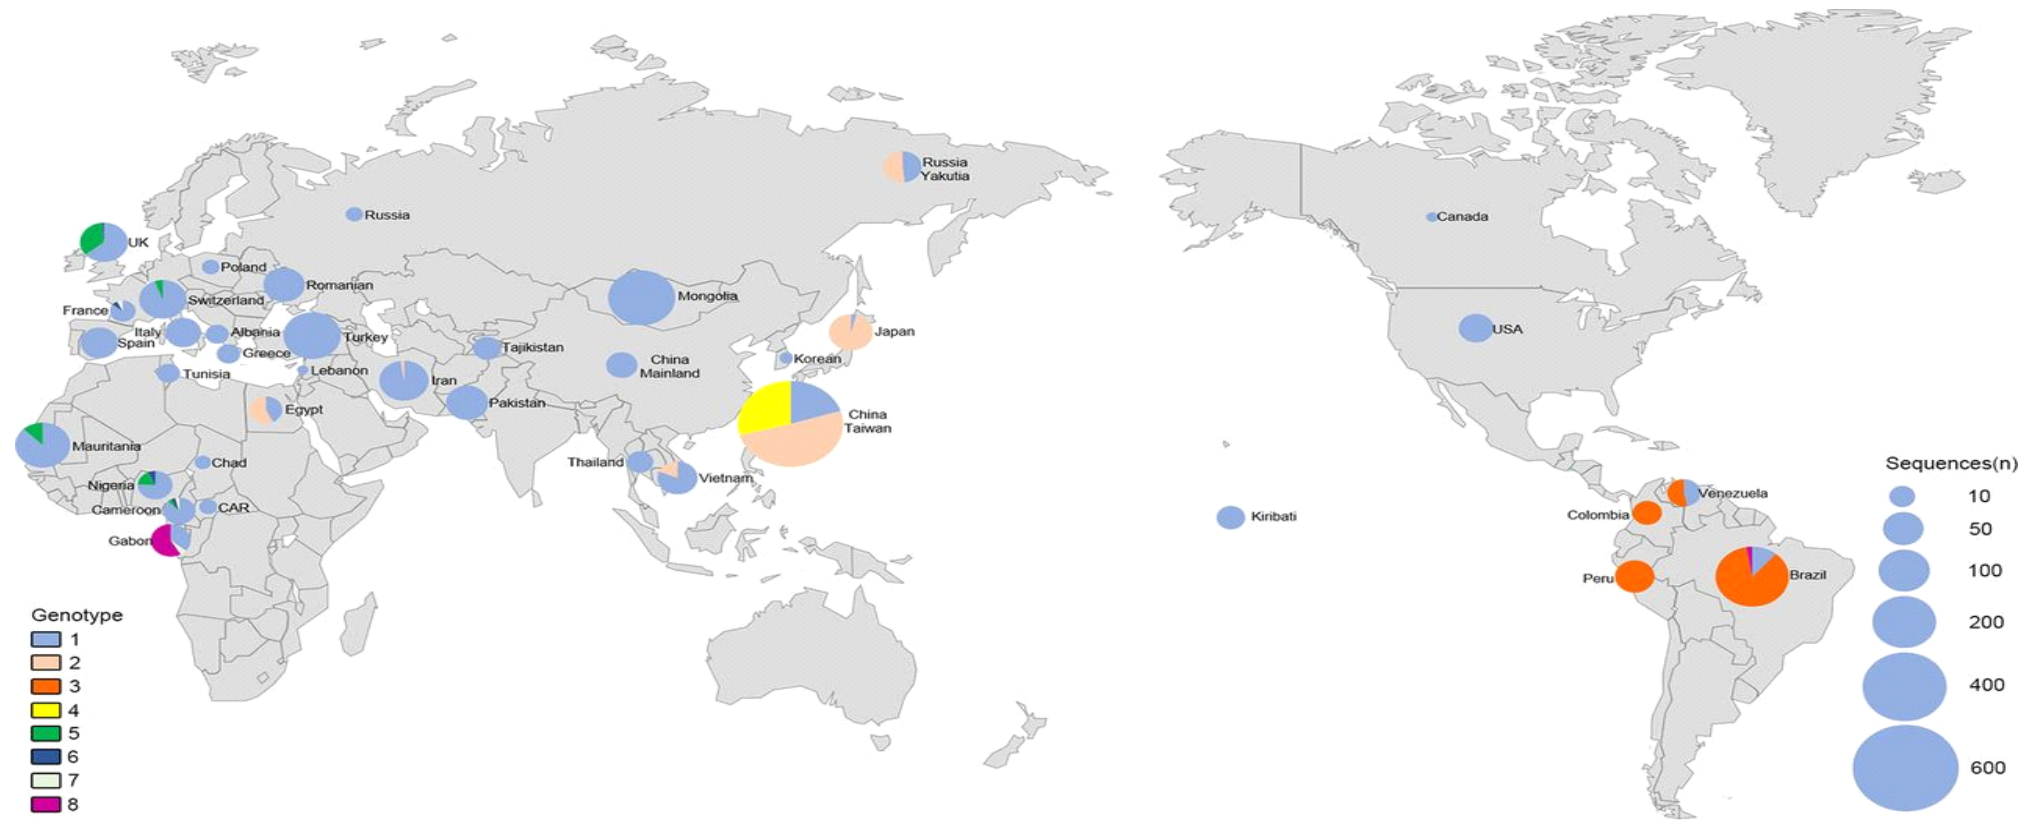 Russia
Yakutia
Russia
Canada
UK
Poland
Romanian
Switzerland
Mongolia
France
Italy
Albania
Spain
Turkey
Greece
Tajikistan
Japan
USA
Korean
China
Mainland
Tunisia
Lebanon
Iran
Egypt
Pakistan
China
Taiwan
Mauritania
Chad
Thailand
Vietnam
Nigeria
Cameroon
CAR
Gabon
Kiribati
Venezuela
Colombia
Peru
Brazil
Sequences(n)
10
50
100
200
400
600
Genotype
1
2
3
4
5
6
7
8